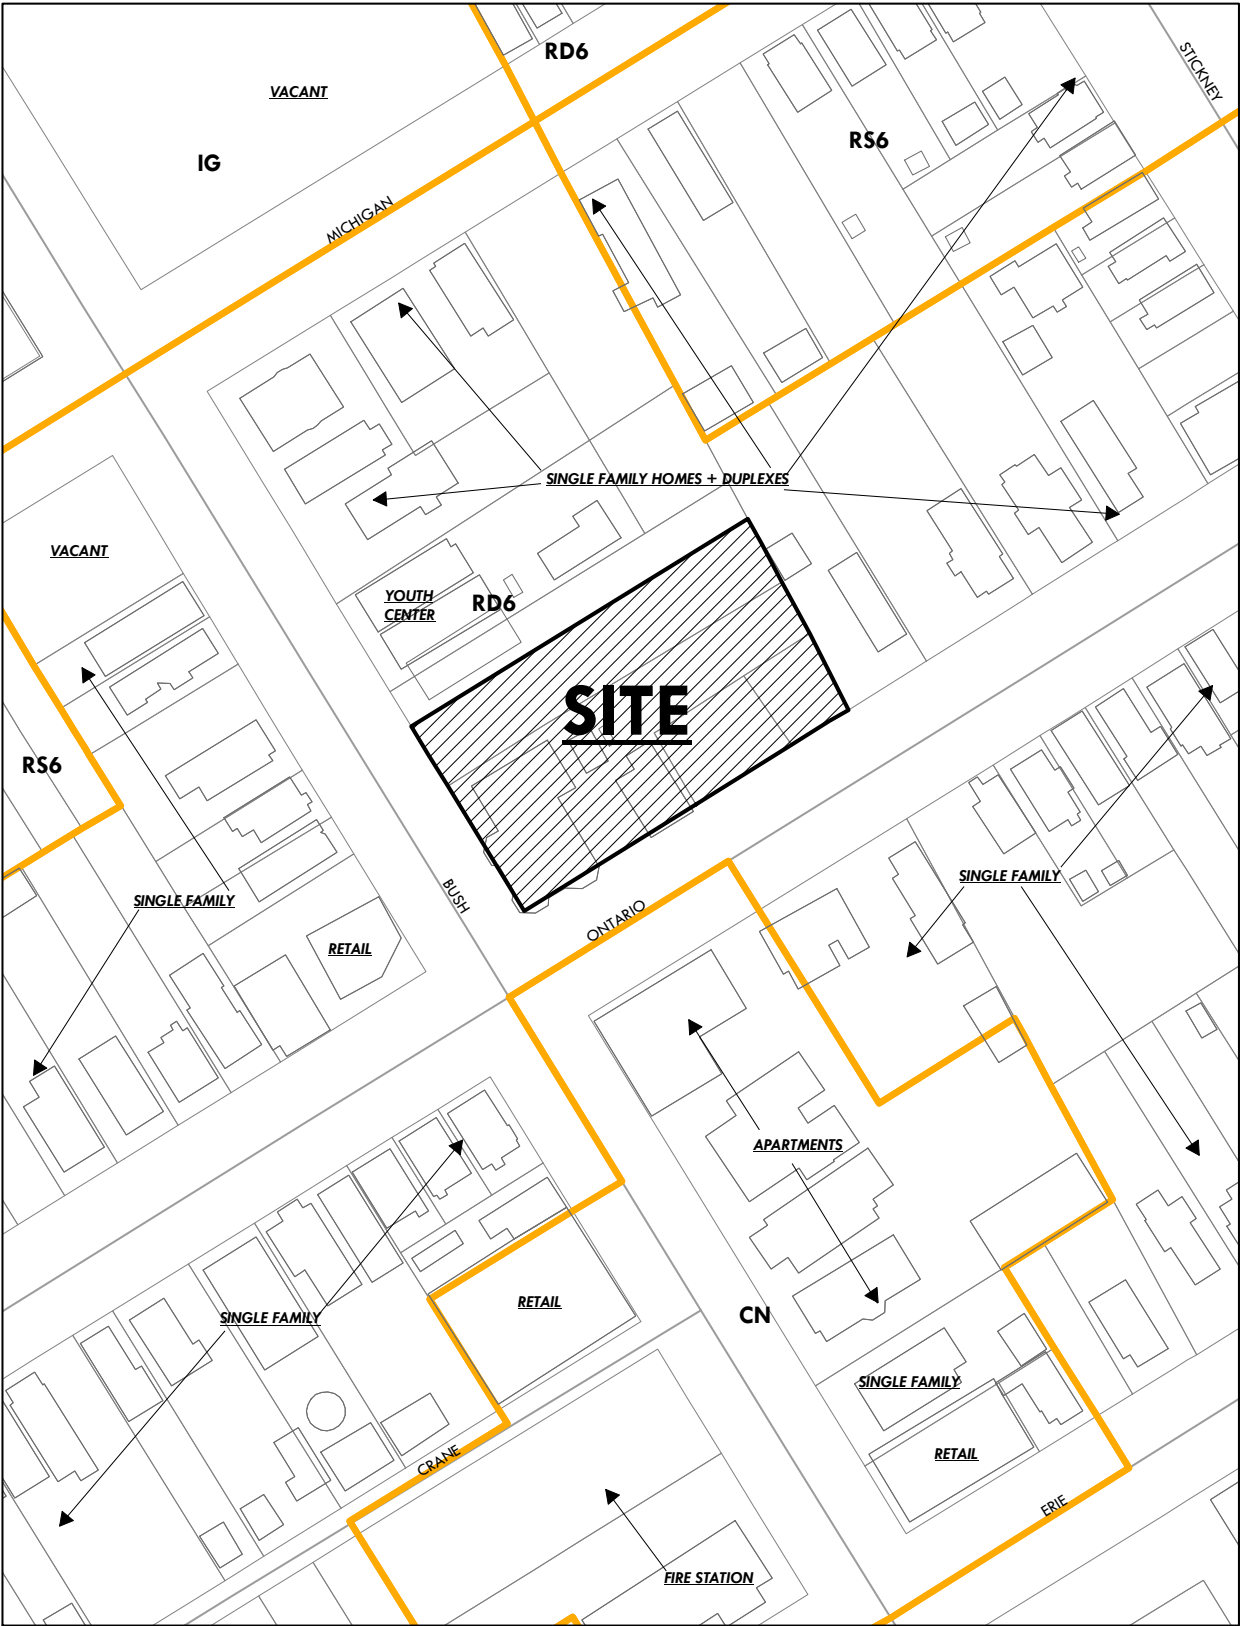 RD6
STICKNEY
VACANT
RS6
IG
MICHIGAN
SINGLE FAMILY HOMES + DUPLEXES
VACANT
YOUTH
CENTER
RD6
SITE
RS6
SINGLE FAMILY
BUSH
SINGLE FAMILY
ONTARIO
RETAIL
APARTMENTS
RETAIL
CN
SINGLE FAMILY
SINGLE FAMILY
RETAIL
CRANE
ERIE
FIRE STATION